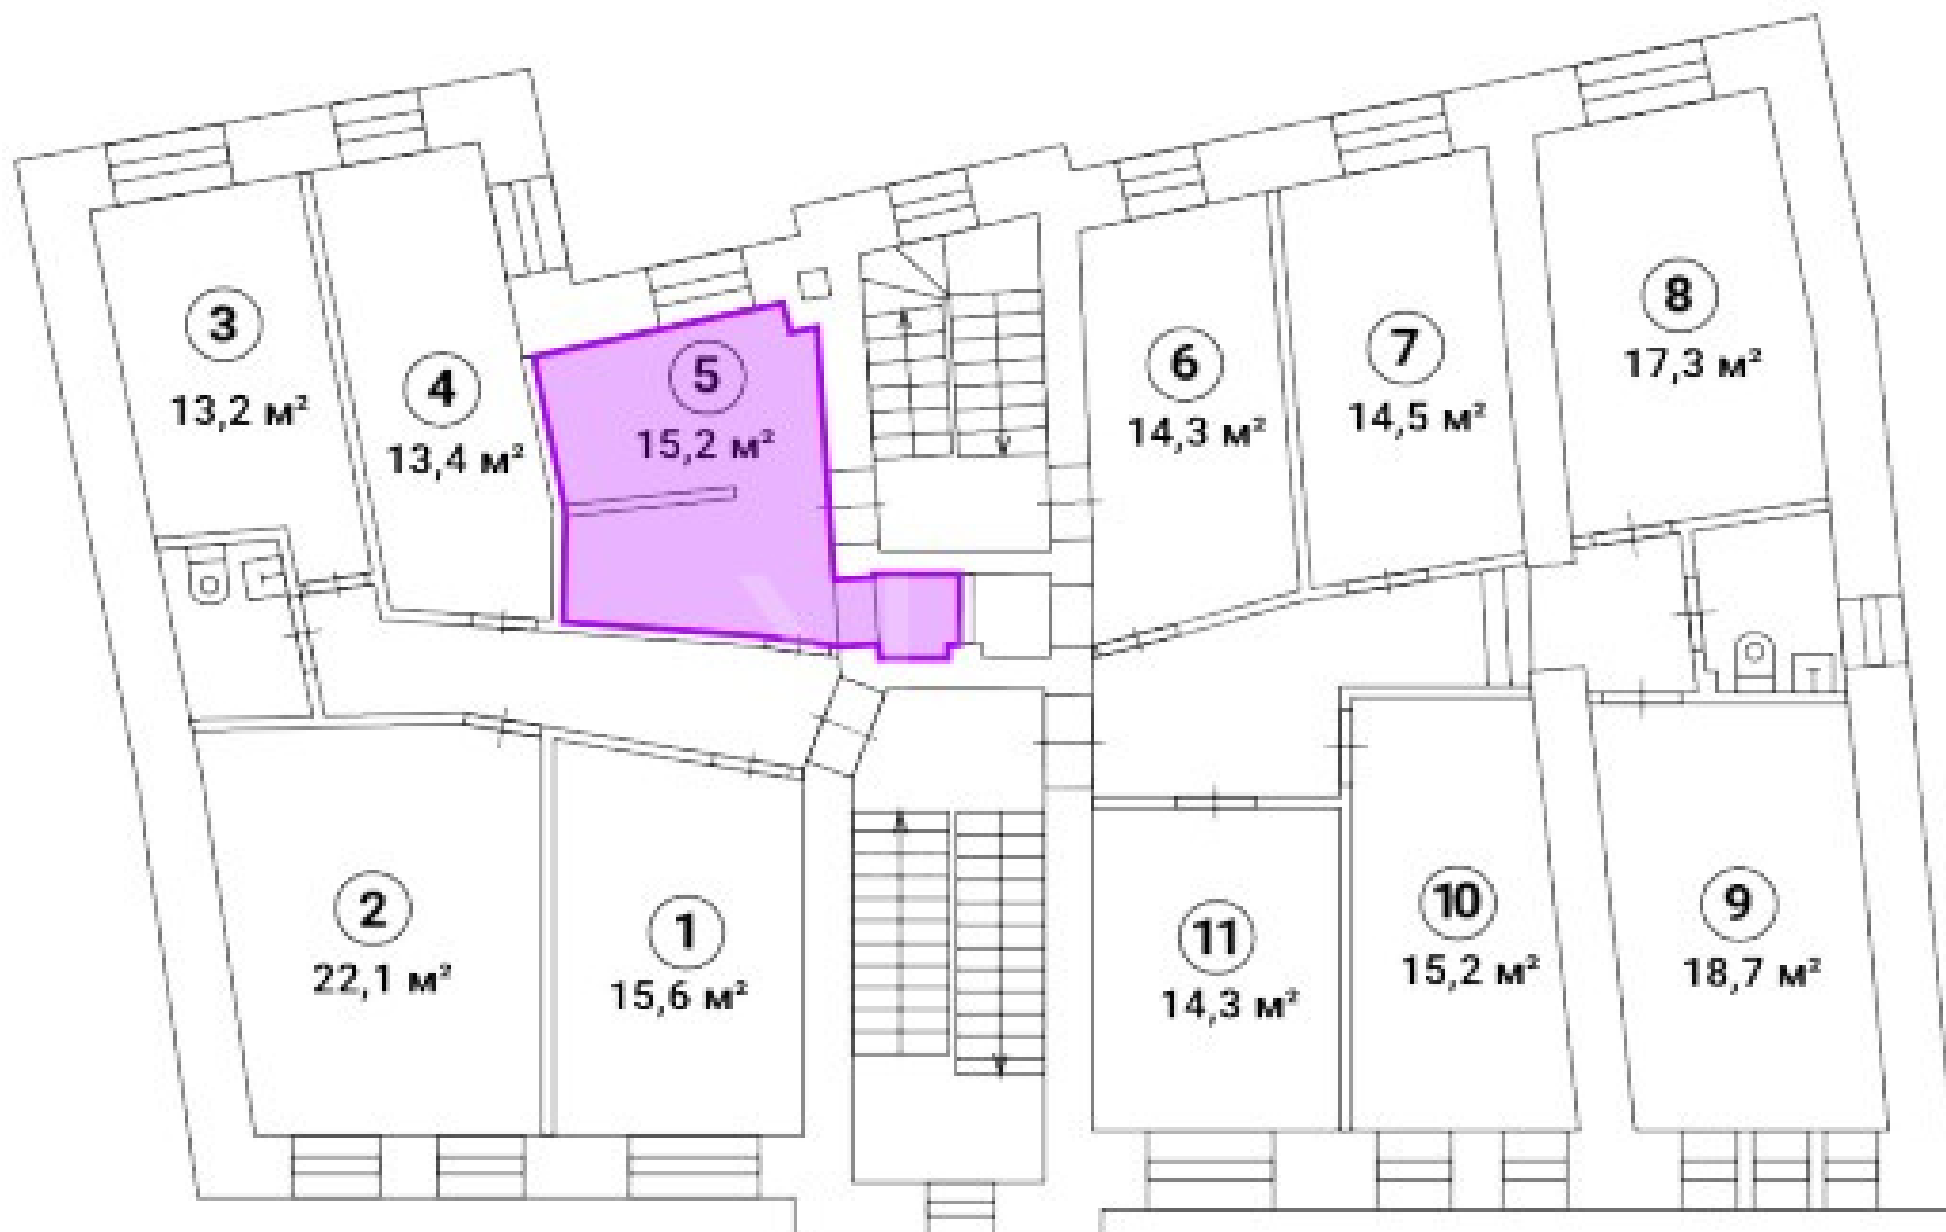 3
13,2 м²
4
13,4 м²
5
15,2 м²
6
14,3 м²
7
14,5 м²
8
17,3 м²
2
22,1 м²
1
15,6 м²
11
14,3 м²
10
15,2 м²
9
18,7 м²